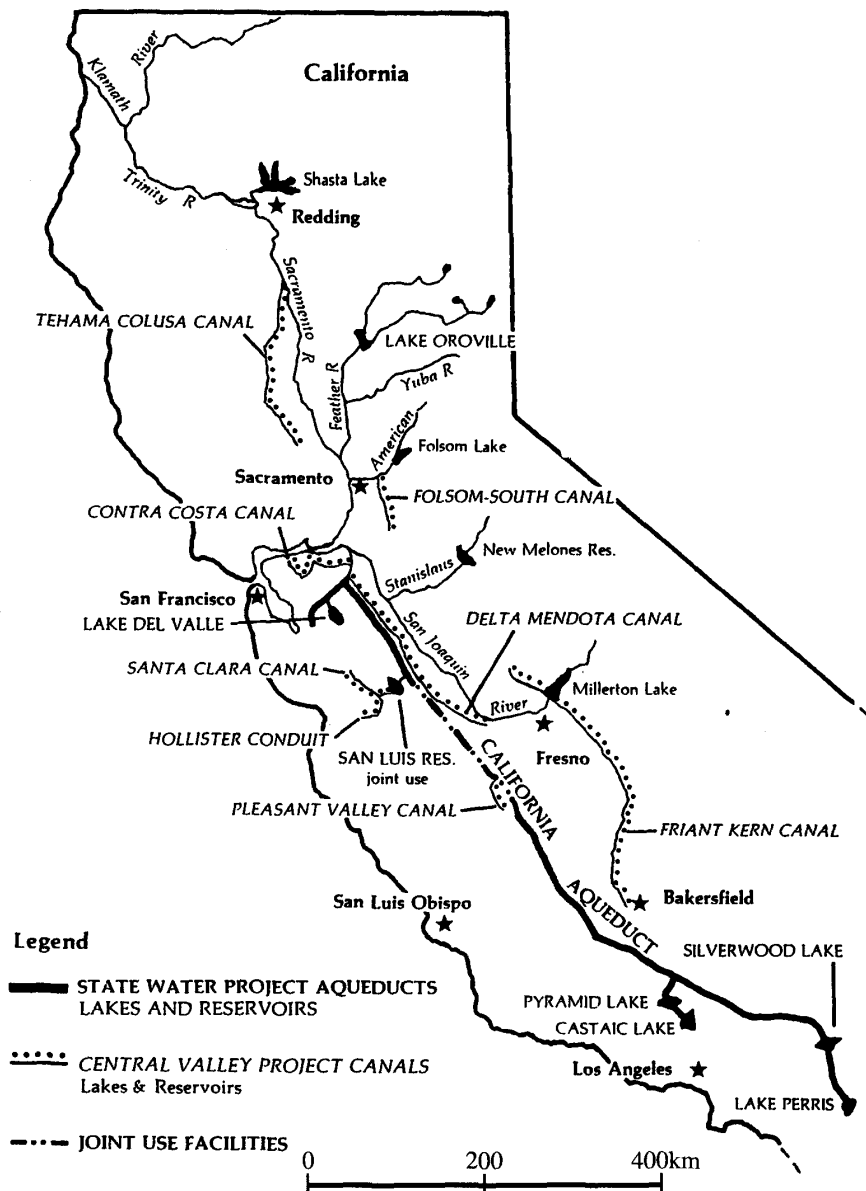 California
Klamath
River
Trinity R
Shasta Lake
Redding
Sacramento R
TEHAMA COLUSA CANAL
LAKE OROVILLE
Feather R
Yuba R
American
Folsom Lake
Sacramento
FOLSOM-SOUTH CANAL
CONTRA COSTA CANAL
Stanislaus
New Melones Res.
San Francisco
LAKE DEL VALLE
San Joaquin
River
DELTA MENDOTA CANAL
SANTA CLARA CANAL
Millerton Lake
HOLLISTER CONDUIT
SAN LUIS RES.
joint use
Fresno
PLEASANT VALLEY CANAL
CALIFORNIA
AQUEDUCT
FRIANT KERN CANAL
San Luis Obispo
Bakersfield
SILVERWOOD LAKE
PYRAMID LAKE
CASTAIC LAKE
Los Angeles
LAKE PERRIS
Legend
STATE WATER PROJECT AQUEDUCTS
LAKES AND RESERVOIRS
CENTRAL VALLEY PROJECT CANALS
Lakes & Reservoirs
JOINT USE FACILITIES
0 200 400km